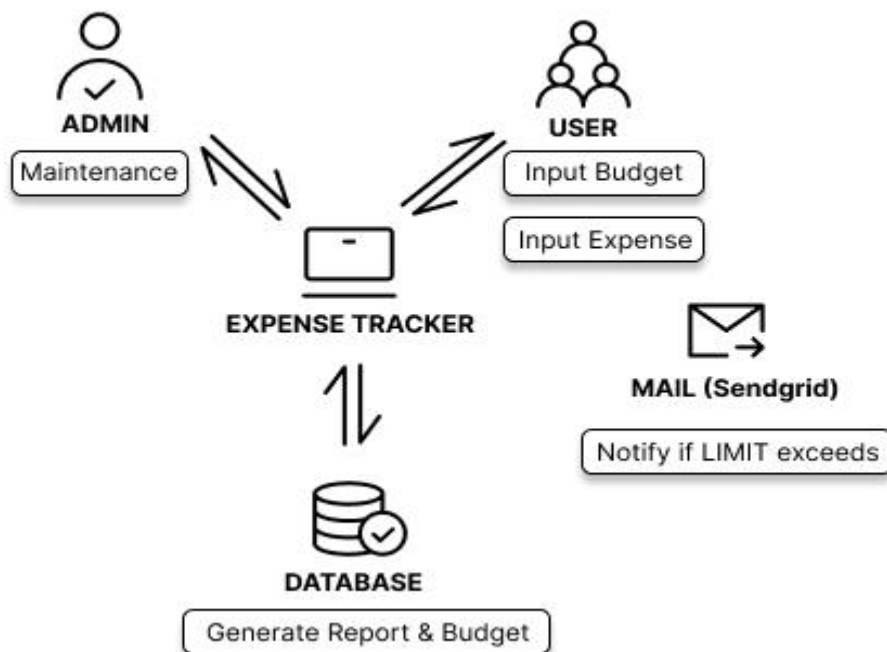 ADMIN
Maintenance
USER
Input Budget
Input Expense
EXPENSE TRACKER
MAIL (Sendgrid)
Notify if LIMIT exceeds
DATABASE
Generate Report & Budget